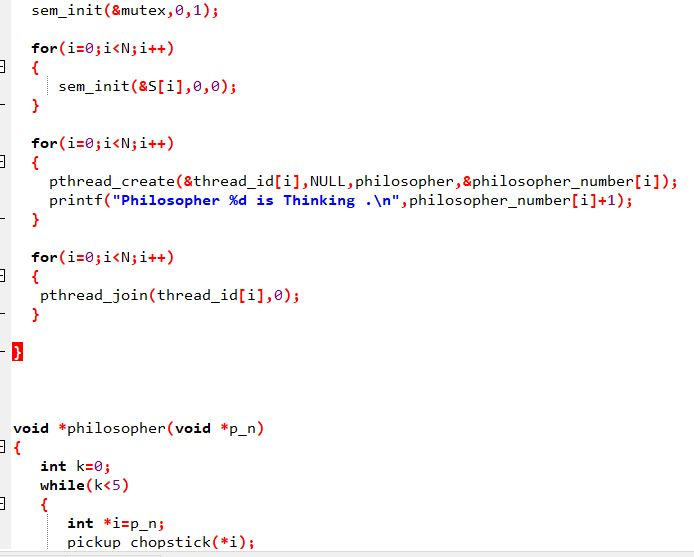 sem_init(&mutex,0,1);
for(i=0;i<N;i++)
{
sem_init(&S[i],0,0);
}
for(i=0;i<N;i++)
{
pthread_create(&thread_id[i],NULL,philosopher,&philosopher_number[i]);
printf("Philosopher %d is Thinking .\n",philosopher_number[i]+1);
}
for(i=0;i<N;i++)
{
pthread_join(thread_id[i],0);
}
}
void *philosopher(void *p_n)
{
int k=0;
while(k<5)
{
int *i=p_n;
pickup_chopstick(*i);